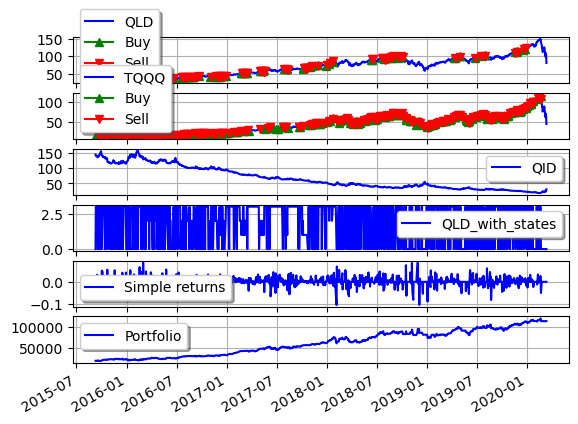 QLD
Buy
Sell
150
100
50
TQQQ
Buy
Sell
100
50
150
100
50
QID
2.5
0.0
QLD_with_states
0.0
−0.1
Simple returns
100000
50000
Portfolio
2015-07
2016-01
2016-07
2017-01
2017-07
2018-01
2018-07
2019-01
2019-07
2020-01